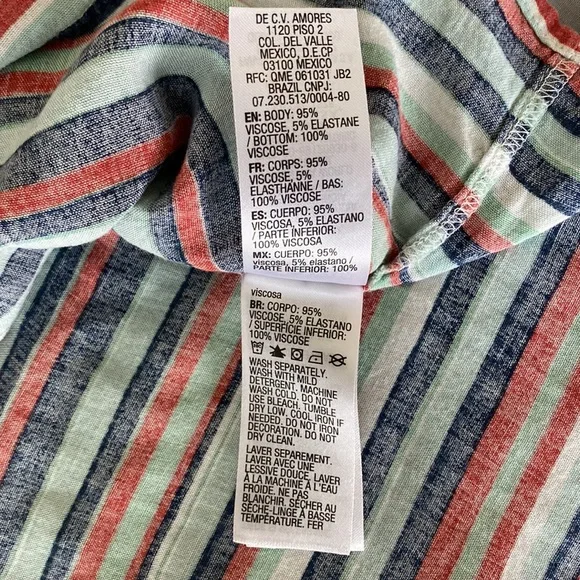 DE C.V. AMORES
1120 PISO 2
COL. DEL VALLE
MEXICO, D.E.CP
03100 MEXICO
RFC: QME 061031 JB2
BRAZIL CNPJ:
07.230.513/0004-80
EN: BODY: 95%
VISCOSE, 5% ELASTANE
/ BOTTOM: 100%
VISCOSE
FR: CORPS: 95%
VISCOSE, 5%
ELASTHANNE / BAS:
100% VISCOSE
ES: CUERPO: 95%
VISCOSA, 5% ELASTANO
/ PARTE INFERIOR:
100% VISCOSA
MX: CUERPO: 95%
viscosa, 5% elastano /
PARTE INFERIOR: 100%
viscosa
BR: CORPO: 95%
VISCOSE, 5% ELASTANO
/ SUPERFICIE INFERIOR:
100% VISCOSE
WASH SEPARATELY.
WASH WITH MILD
DETERGENT. MACHINE
WASH COLD. DO NOT
USE BLEACH. TUMBLE
DRY LOW. COOL IRON IF
NEEDED. DO NOT IRON
DECORATION. DO NOT
DRY CLEAN.
LAVER SEPAREMENT.
LAVER AVEC UNE
LESSIVE DOUCE. LAVER
A LA MACHINE A L'EAU
FROIDE. NE PAS
BLANCHIR. SÉCHER AU
SÈCHE-LINGE À BASSE
TEMPÉRATURE. FER